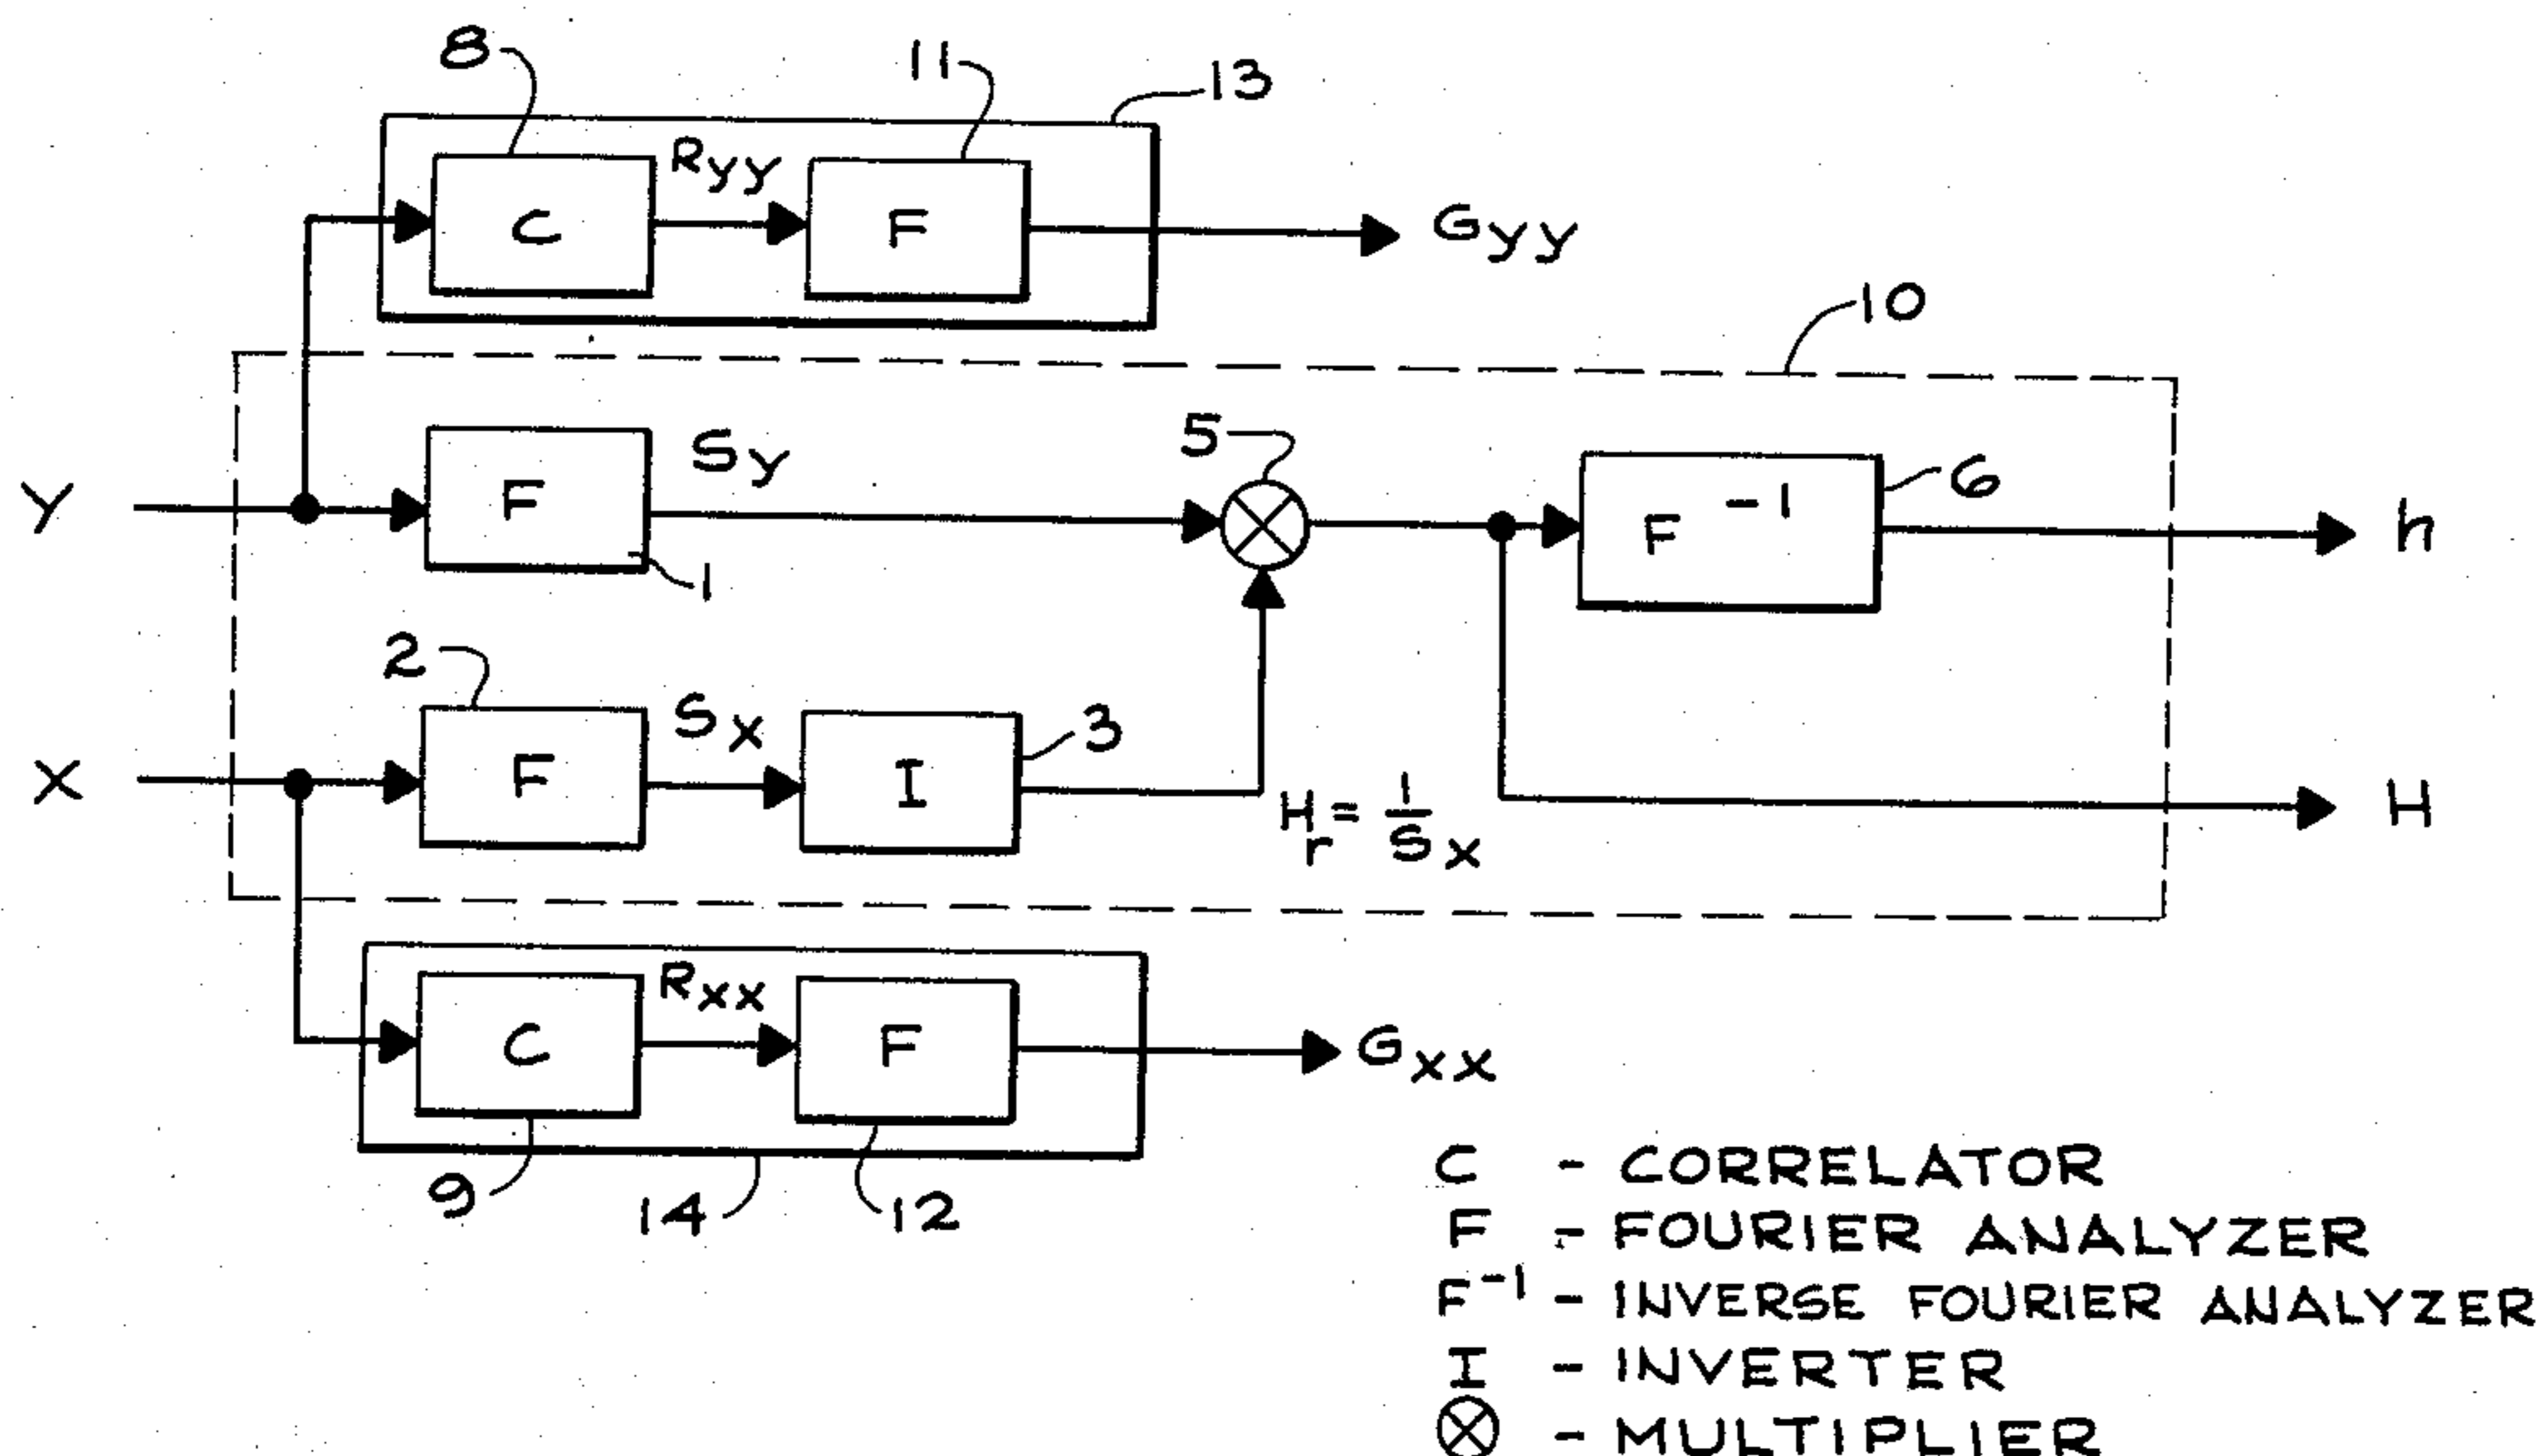 8
11
13
Ryy
C
F
Gyy
10
Y
F
Sy
1
5
F⁻¹
6
h
2
X
F
Sx
I
3
Hr = 1/Sx
H
Rxx
C
F
Gxx
9
14
12
C - CORRELATOR
F - FOURIER ANALYZER
F⁻¹ - INVERSE FOURIER ANALYZER
I - INVERTER
⊗ - MULTIPLIER